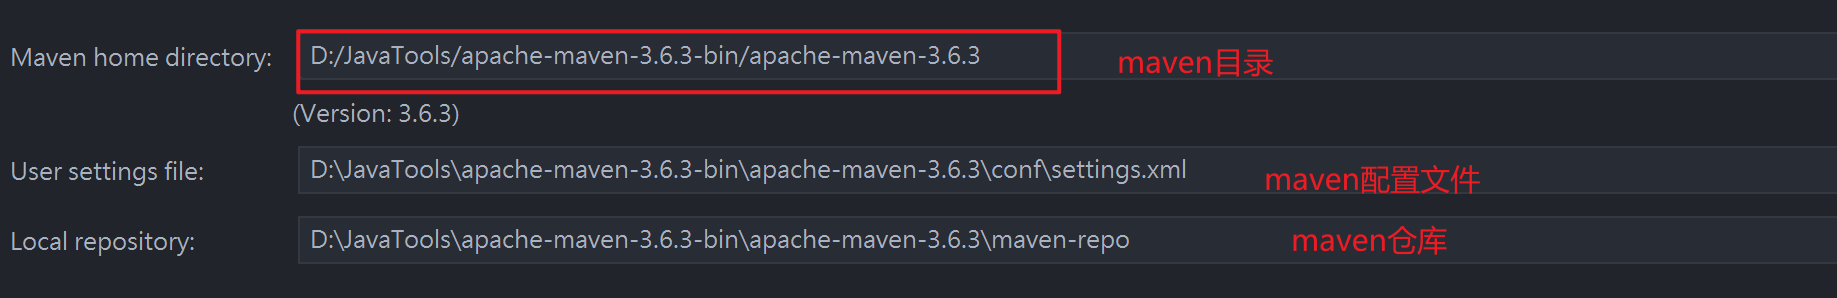 Maven home directory: D:/JavaTools/apache-maven-3.6.3-bin/apache-maven-3.6.3 maven目录
(Version: 3.6.3)
User settings file: D:\JavaTools\apache-maven-3.6.3-bin\apache-maven-3.6.3\conf\settings.xml maven配置文件
Local repository: D:\JavaTools\apache-maven-3.6.3-bin\apache-maven-3.6.3\maven-repo maven仓库